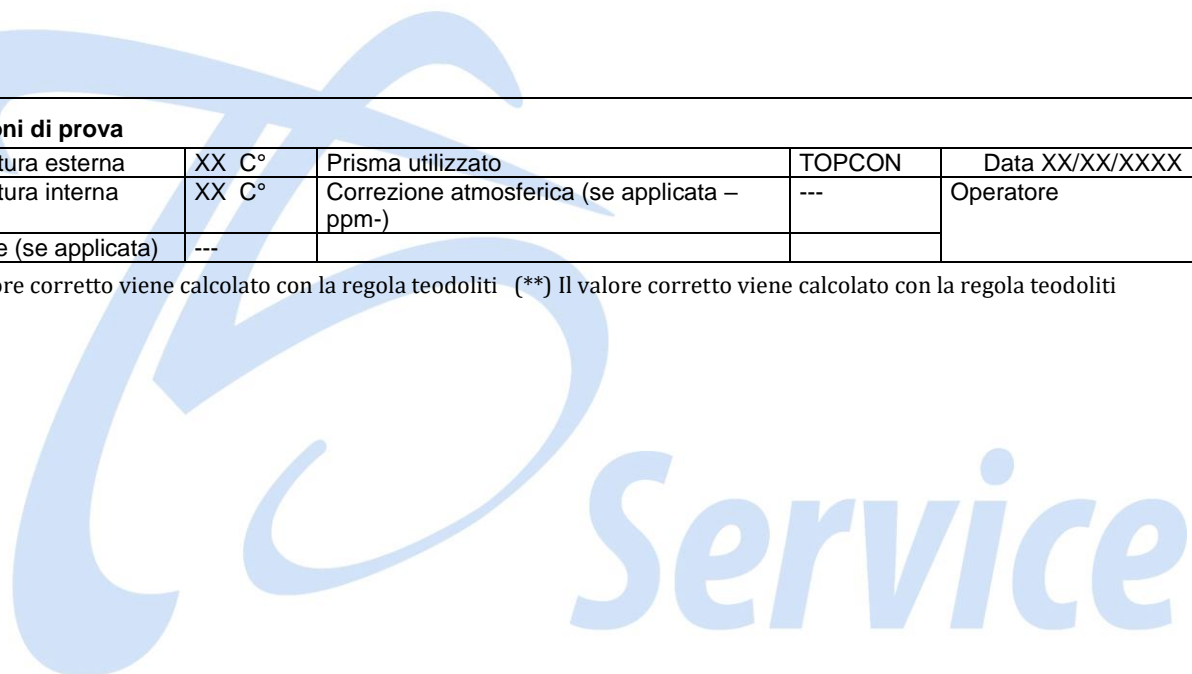 oni di prova
tura esterna XX C° Prisma utilizzato TOPCON Data XX/XX/XXXX
tura interna XX C° Correzione atmosferica (se applicata – --- Operatore
ppm-)
e (se applicata) ---
ore corretto viene calcolato con la regola teodoliti (**) Il valore corretto viene calcolato con la regola teodoliti
TS
Service